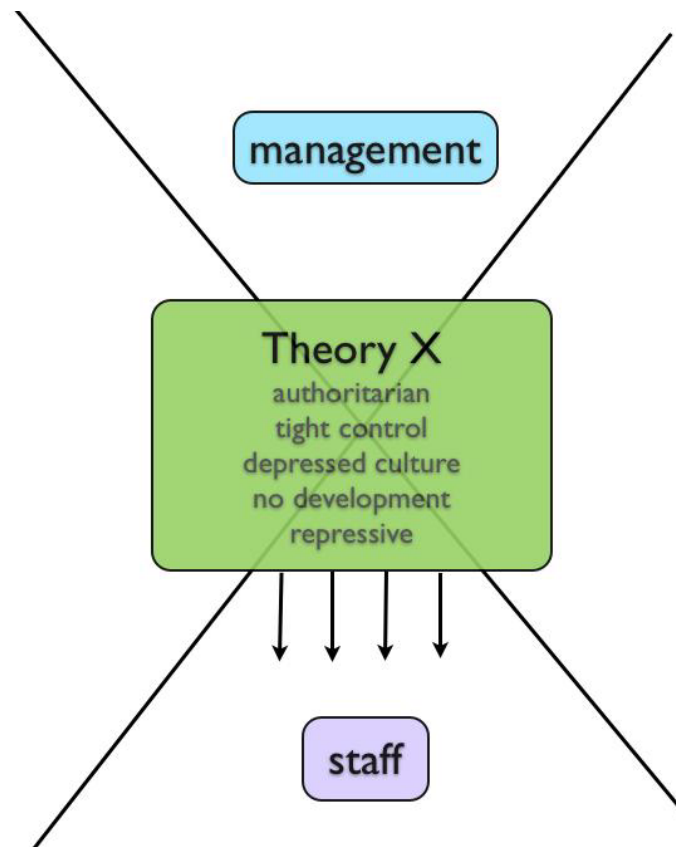 management
Theory X
authoritarian
tight control
depressed culture
no development
repressive
staff